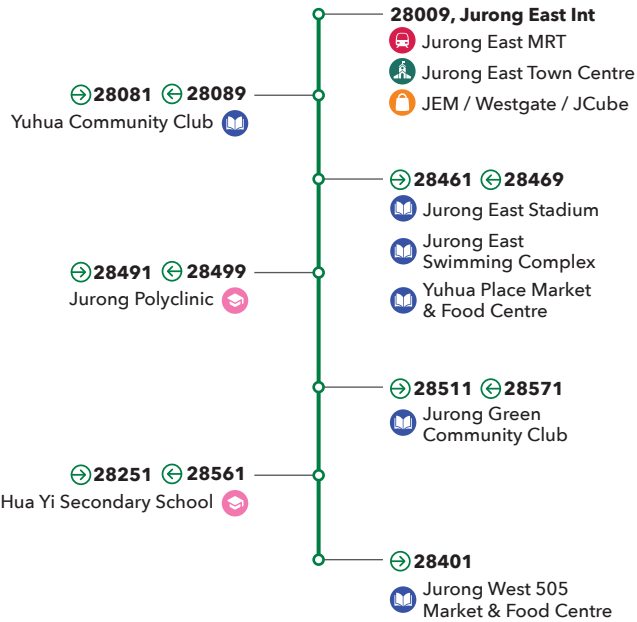 28009, Jurong East Int
Jurong East MRT
Jurong East Town Centre
JEM / Westgate / JCube
28081 28089
Yuhua Community Club
28461 28469
Jurong East Stadium
Jurong East
Swimming Complex
Yuhua Place Market
& Food Centre
28491 28499
Jurong Polyclinic
28511 28571
Jurong Green
Community Club
28251 28561
Hua Yi Secondary School
28401
Jurong West 505
Market & Food Centre